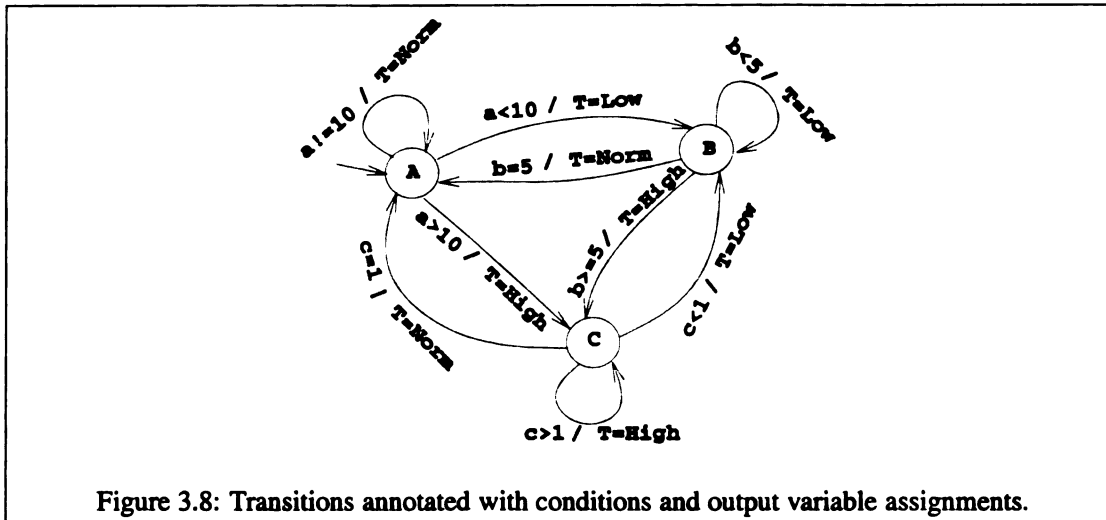 a!=10 / T=Norm
a<10 / T=Low
b<5 / T=Low
A
B
b=5 / T=Norm
a>10 / T=High
b>=5 / T=High
c=1 / T=Norm
c<1 / T=Low
C
c>1 / T=High
Figure 3.8: Transitions annotated with conditions and output variable assignments.